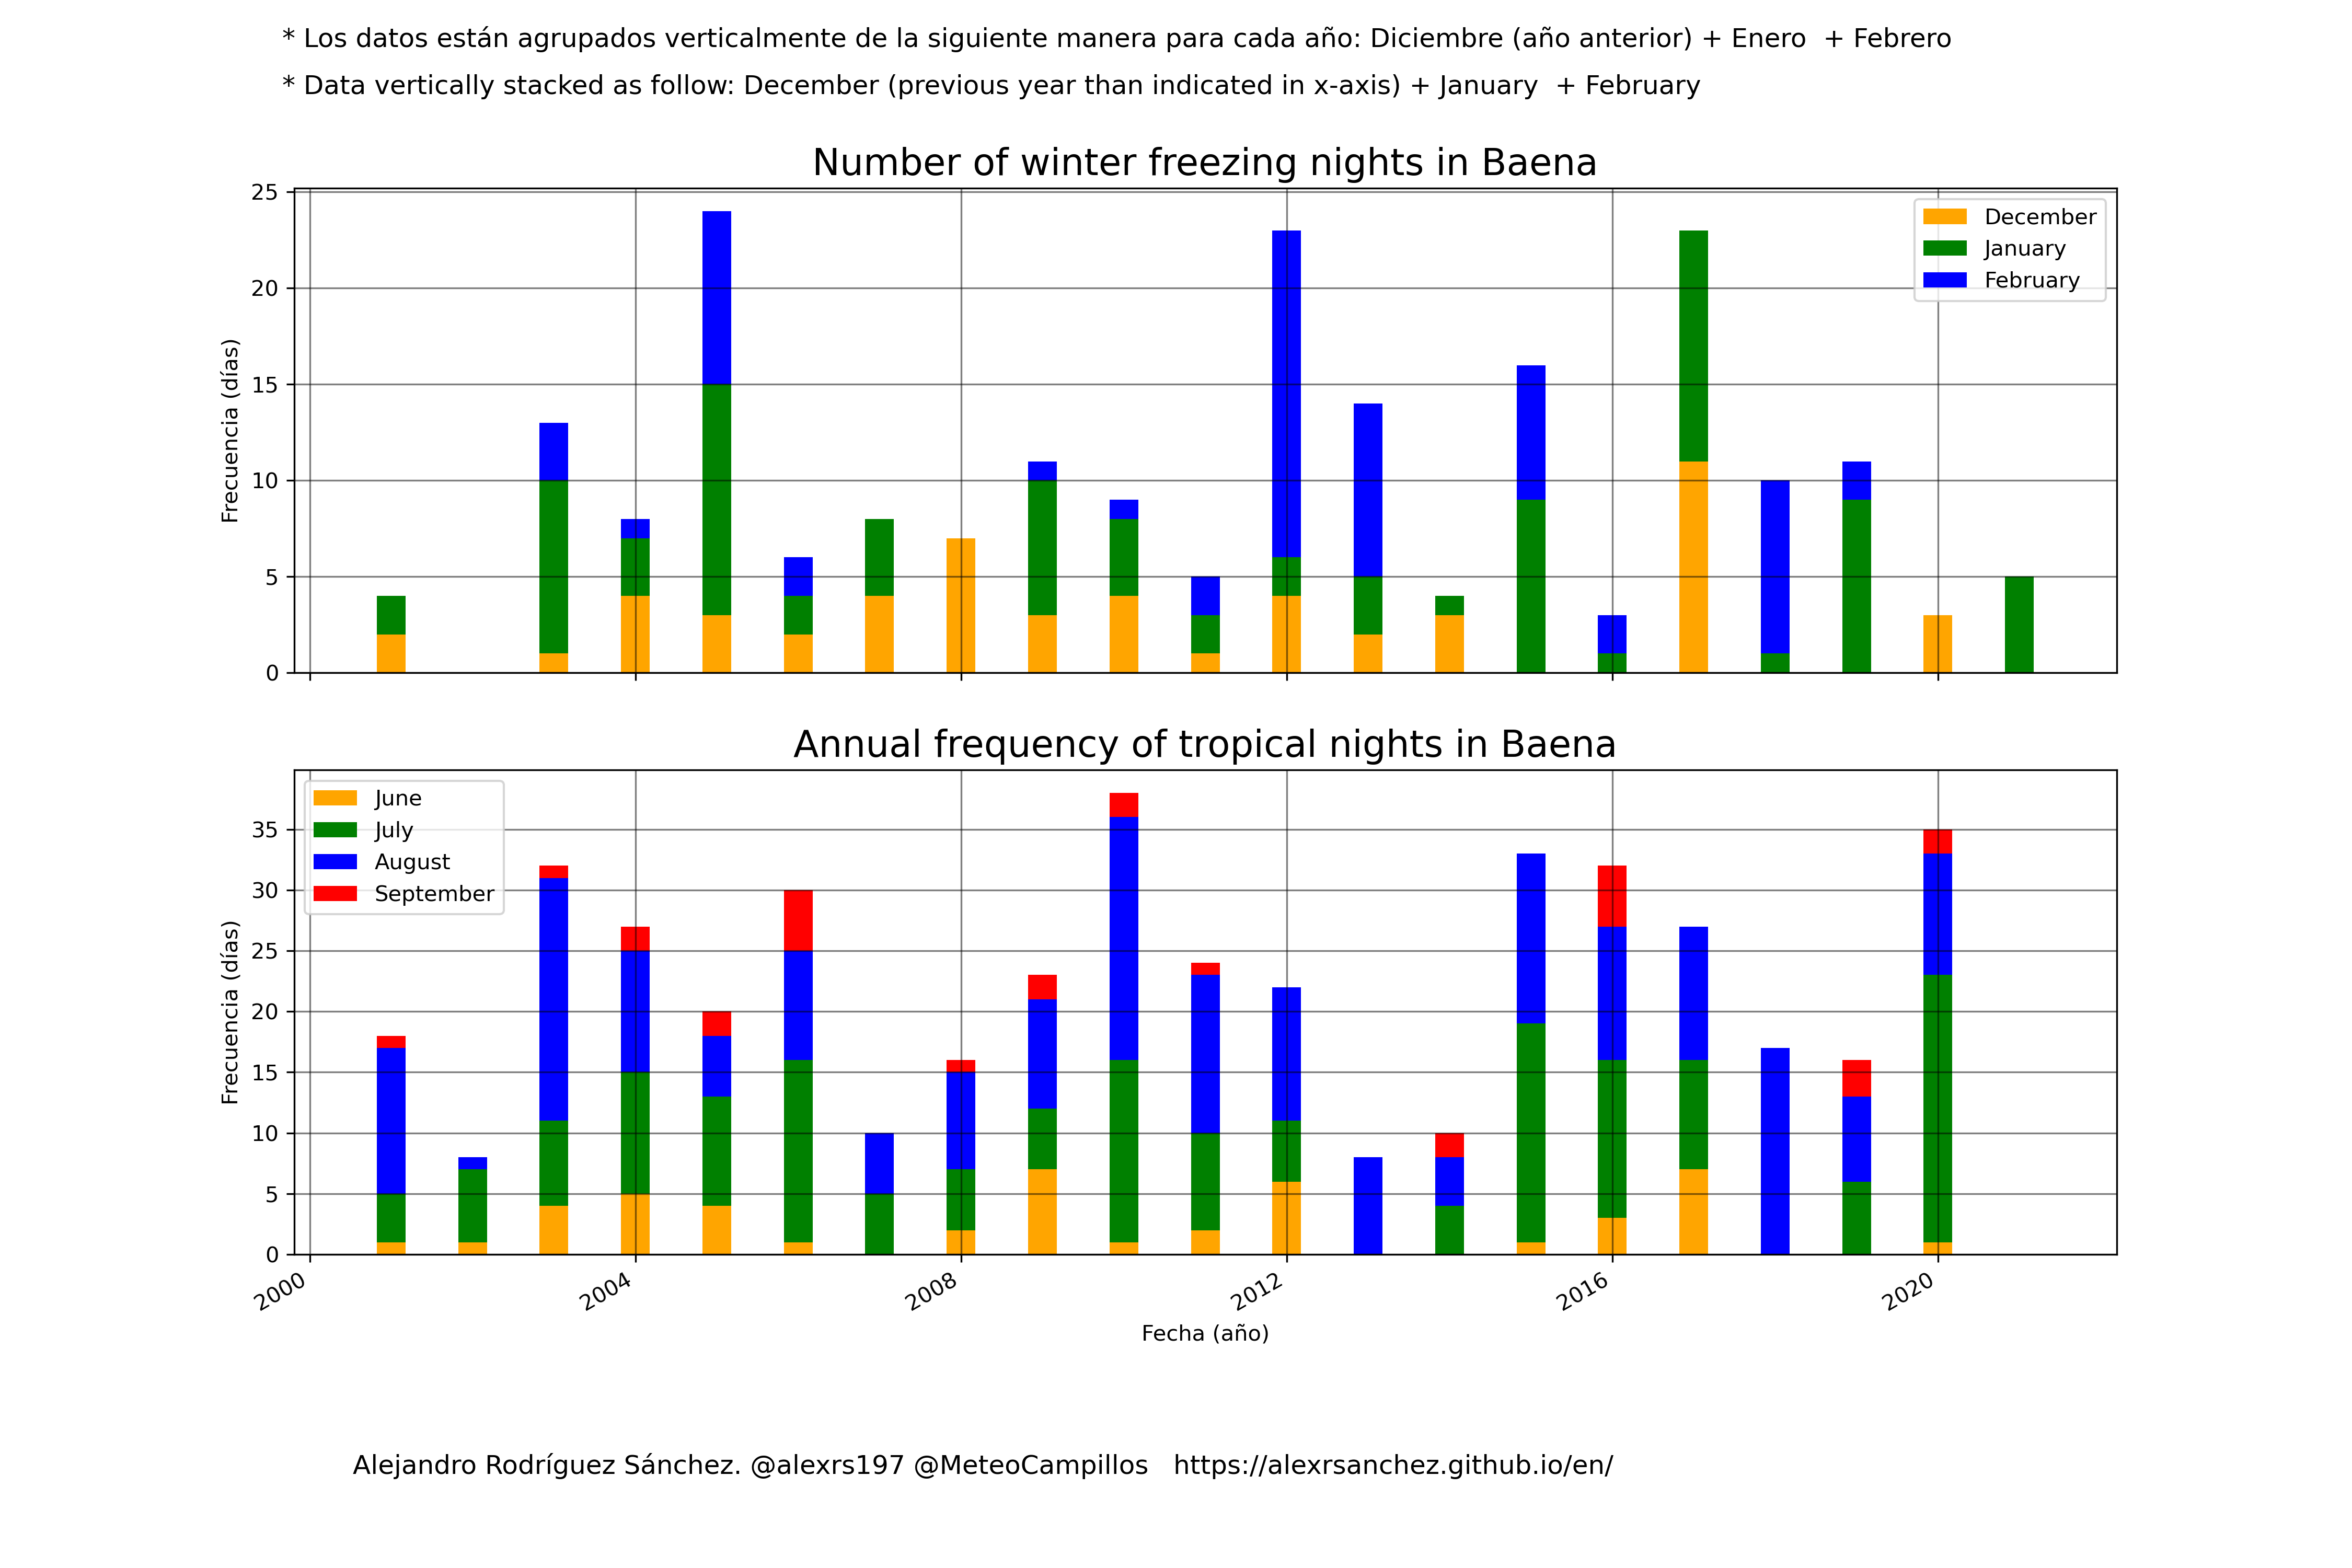 * Los datos están agrupados verticalmente de la siguiente manera para cada año: Diciembre (año anterior) + Enero  + Febrero
* Data vertically stacked as follow: December (previous year than indicated in x-axis) + January  + February
Number of winter freezing nights in Baena
25
20
15
10
5
0
Frecuencia (días)
December
January
February
Annual frequency of tropical nights in Baena
35
30
25
20
15
10
5
0
Frecuencia (días)
June
July
August
September
2000
2004
2008
2012
2016
2020
Fecha (año)
Alejandro Rodríguez Sánchez. @alexrs197 @MeteoCampillos   https://alexrsanchez.github.io/en/